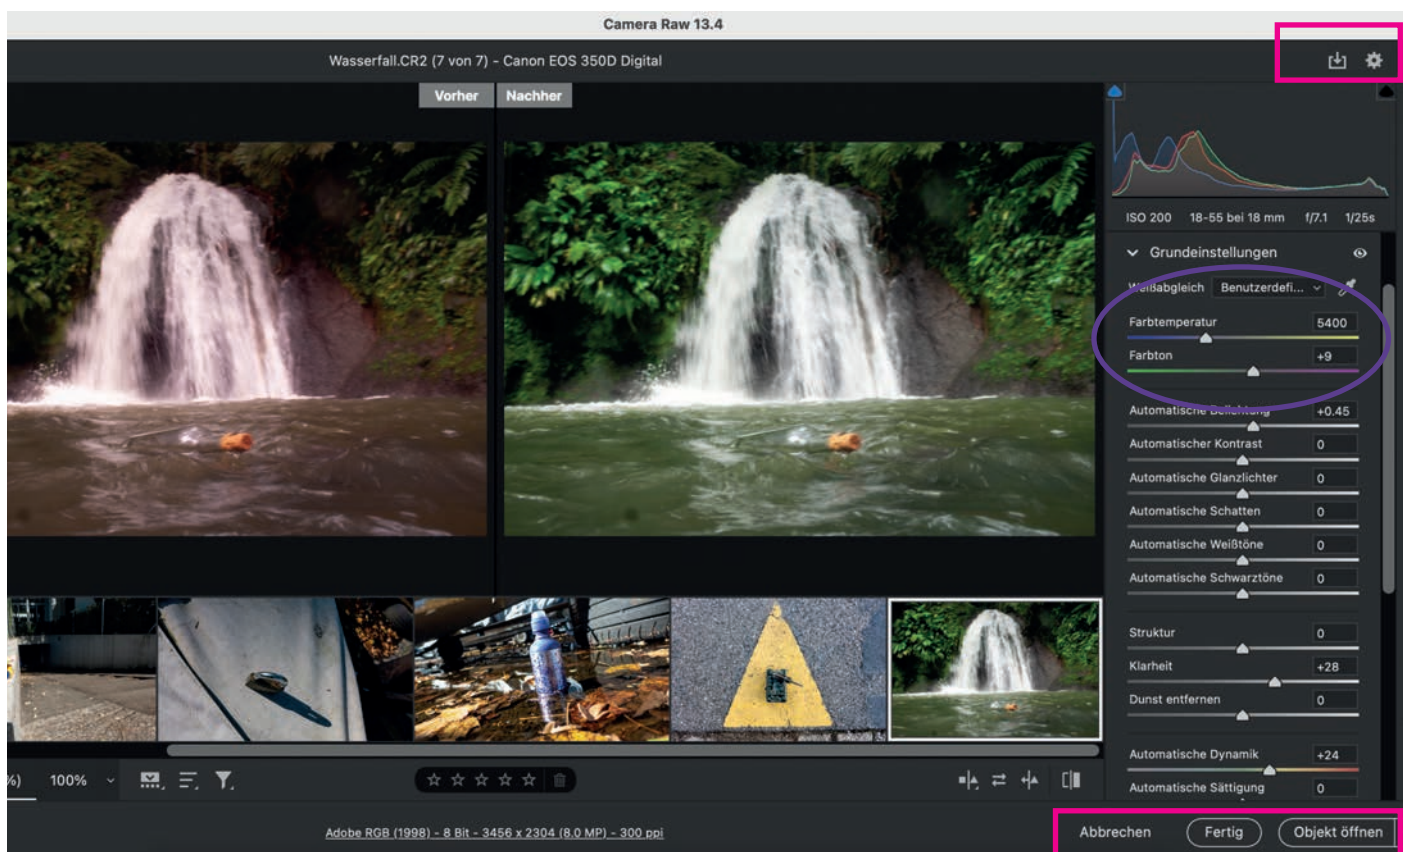 Camera Raw 13.4
Wasserfall.CR2 (7 von 7) - Canon EOS 350D Digital
Vorher Nachher
ISO 200 18-55 bei 18 mm f/7.1 1/25s
Grundeinstellungen
Weißabgleich Benutzerdefi...
Farbtemperatur 5400
Farbton +9
Automatische Belichtung +0.45
Automatischer Kontrast 0
Automatische Glanzlichter 0
Automatische Schatten 0
Automatische Weißtöne 0
Automatische Schwarztöne 0
Struktur 0
Klarheit +28
Dunst entfernen 0
Automatische Dynamik +24
Automatische Sättigung 0
%) 100%
Adobe RGB (1998) - 8 Bit - 3456 x 2304 (8.0 MP) - 300 ppi
Abbrechen Fertig Objekt öffnen